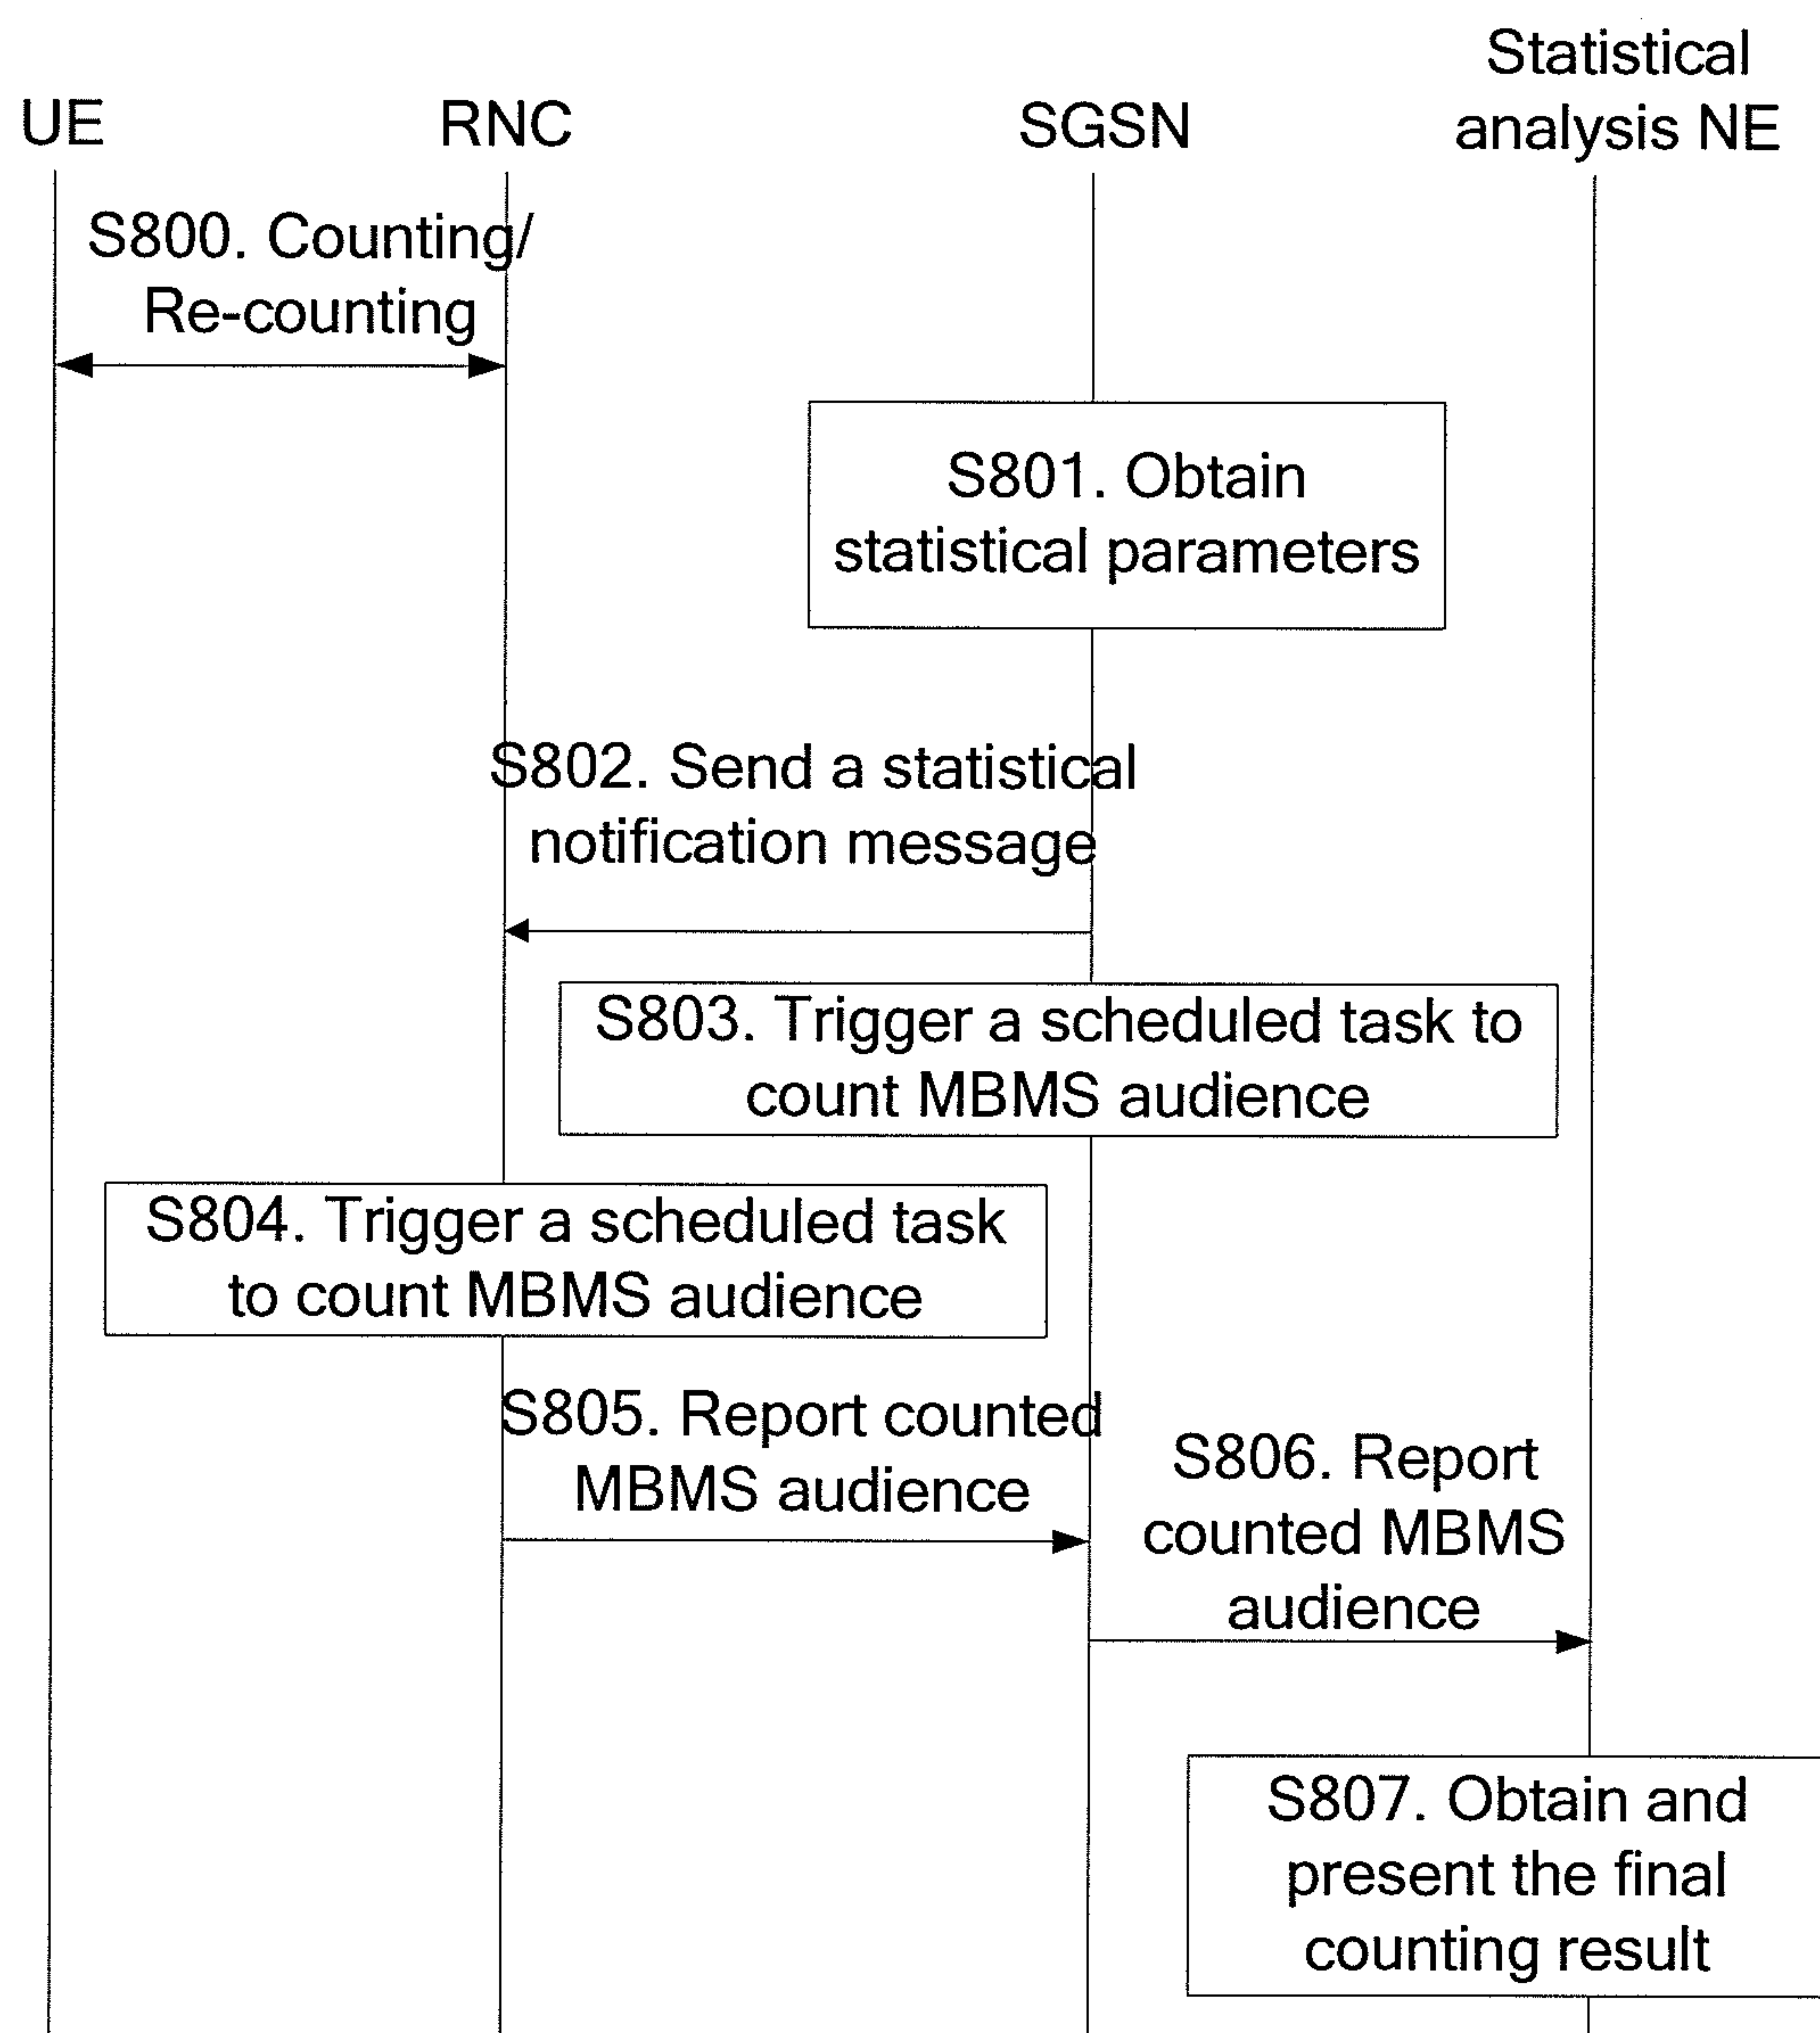 UE
RNC
SGSN
Statistical
analysis NE
S800. Counting/
Re-counting
S801. Obtain
statistical parameters
S802. Send a statistical
notification message
S803. Trigger a scheduled task to
count MBMS audience
S804. Trigger a scheduled task
to count MBMS audience
S805. Report counted
MBMS audience
S806. Report
counted MBMS
audience
S807. Obtain and
present the final
counting result